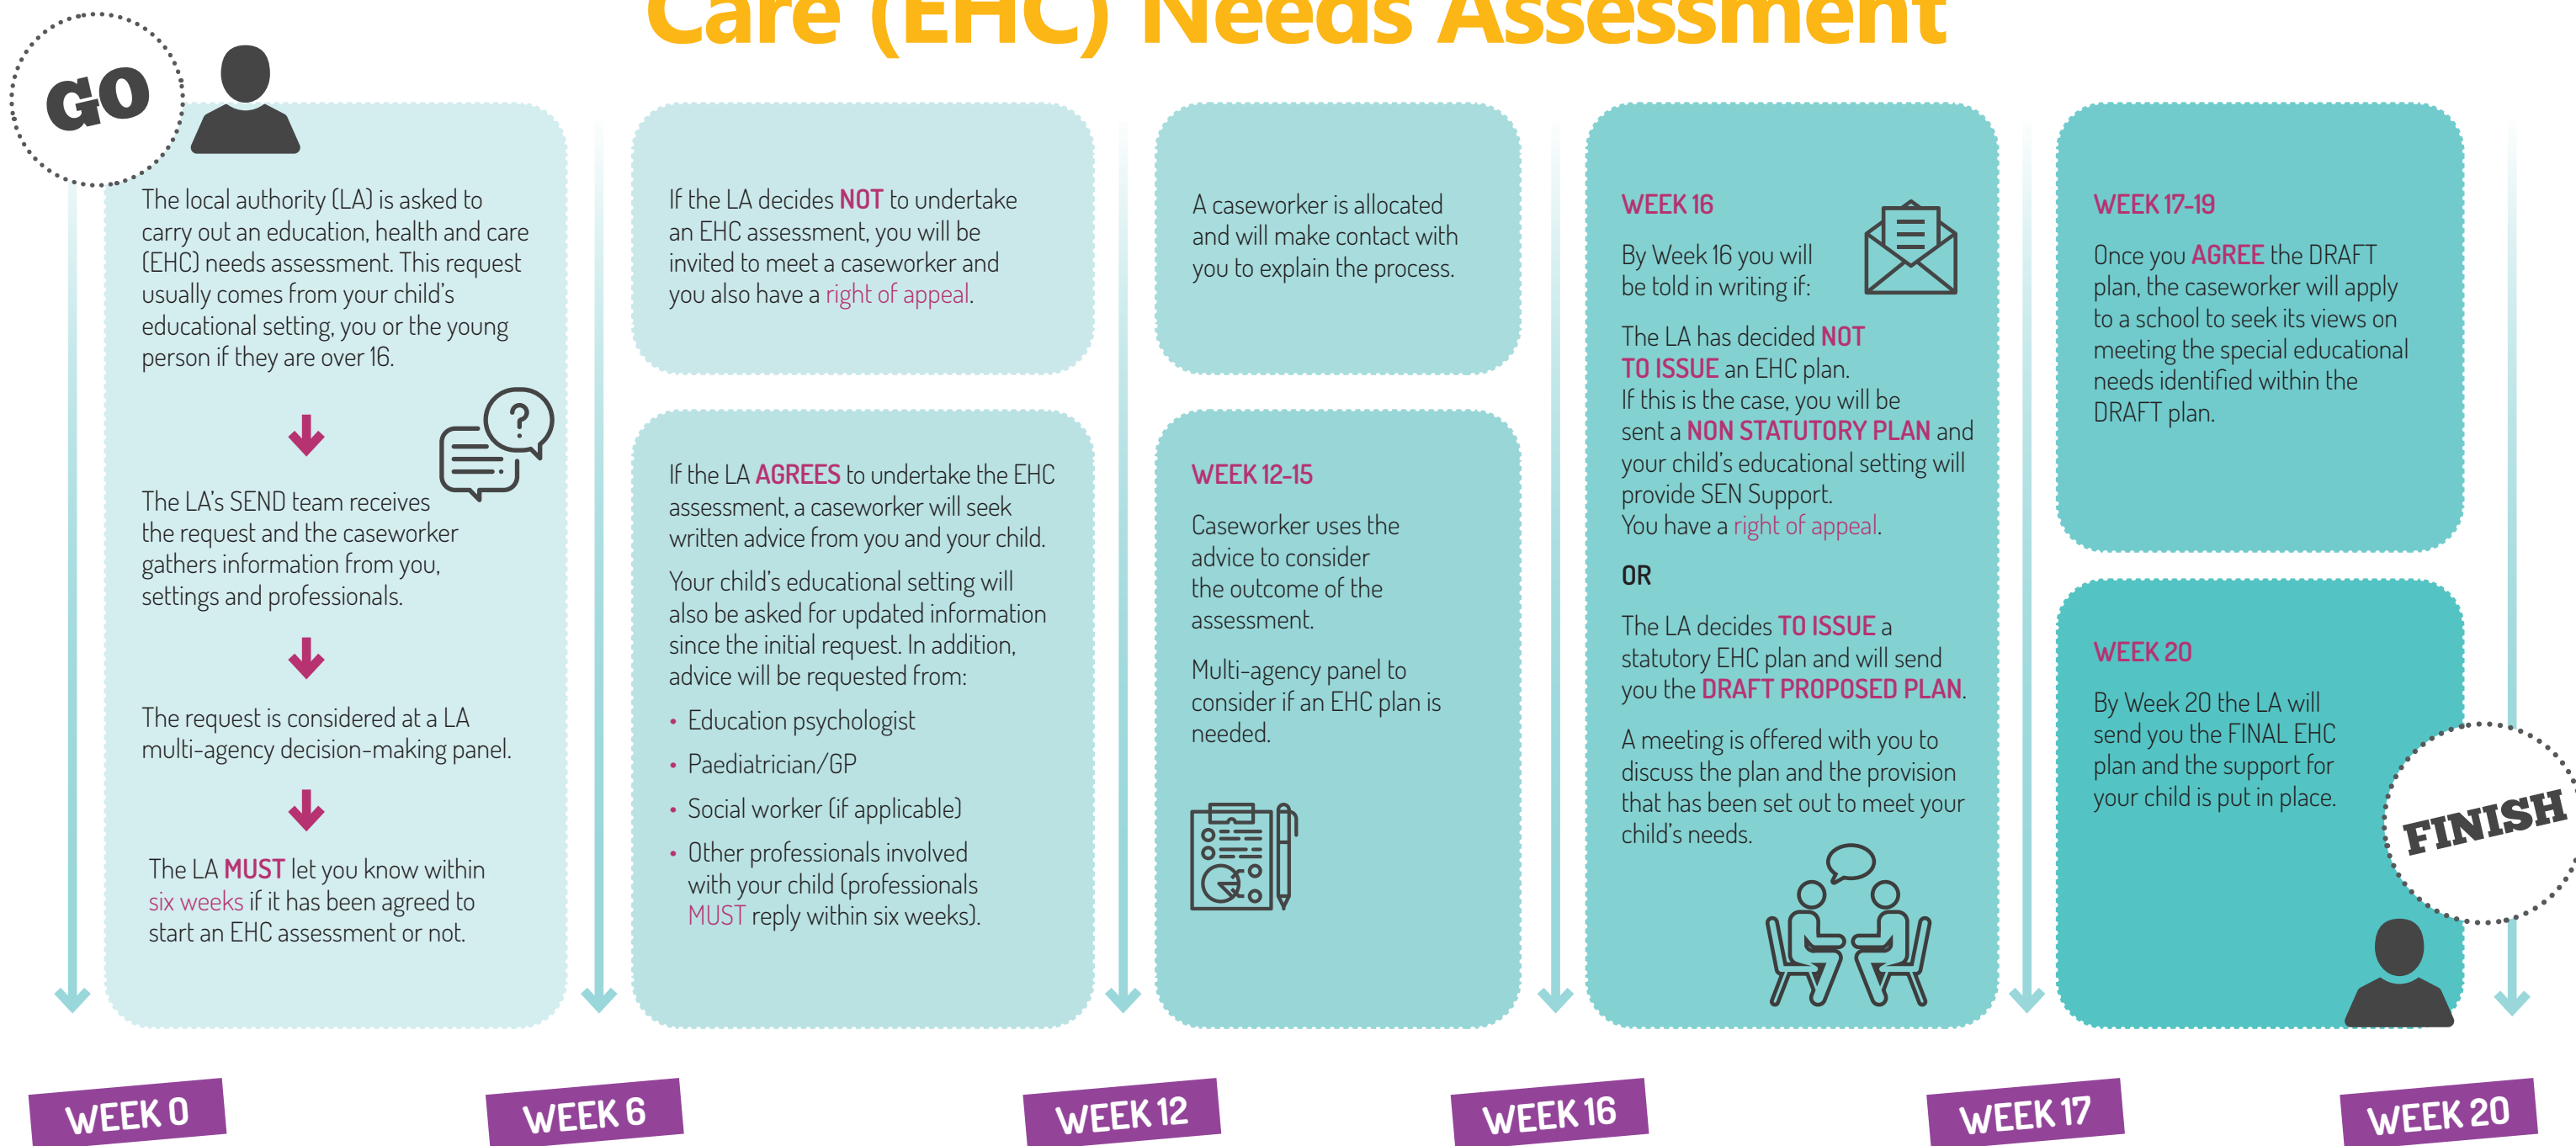 Care (EHC) Needs Assessment
GO
The local authority (LA) is asked to
carry out an education, health and care
(EHC) needs assessment. This request
usually comes from your child's
educational setting, you or the young
person if they are over 16.
?
The LA's SEND team receives
the request and the caseworker
gathers information from you,
settings and professionals.
The request is considered at a LA
multi-agency decision-making panel.
The LA MUST let you know within
six weeks if it has been agreed to
start an EHC assessment or not.
If the LA decides NOT to undertake
an EHC assessment, you will be
invited to meet a caseworker and
you also have a right of appeal.
If the LA AGREES to undertake the EHC
assessment, a caseworker will seek
written advice from you and your child.
Your child's educational setting will
also be asked for updated information
since the initial request. In addition,
advice will be requested from:
• Education psychologist
• Paediatrician/GP
• Social worker (if applicable)
• Other professionals involved
with your child (professionals
MUST reply within six weeks).
A caseworker is allocated
and will make contact with
you to explain the process.
WEEK 12-15
Caseworker uses the
advice to consider
the outcome of the
assessment.
Multi-agency panel to
consider if an EHC plan is
needed.
WEEK 16
By Week 16 you will
be told in writing if:
The LA has decided NOT
TO ISSUE an EHC plan.
If this is the case, you will be
sent a NON STATUTORY PLAN and
your child's educational setting will
provide SEN Support.
You have a right of appeal.
OR
The LA decides TO ISSUE a
statutory EHC plan and will send
you the DRAFT PROPOSED PLAN.
A meeting is offered with you to
discuss the plan and the provision
that has been set out to meet your
child's needs.
WEEK 17-19
Once you AGREE the DRAFT
plan, the caseworker will apply
to a school to seek its views on
meeting the special educational
needs identified within the
DRAFT plan.
WEEK 20
By Week 20 the LA will
send you the FINAL EHC
plan and the support for
your child is put in place.
FINISH
WEEK 0
WEEK 6
WEEK 12
WEEK 16
WEEK 17
WEEK 20